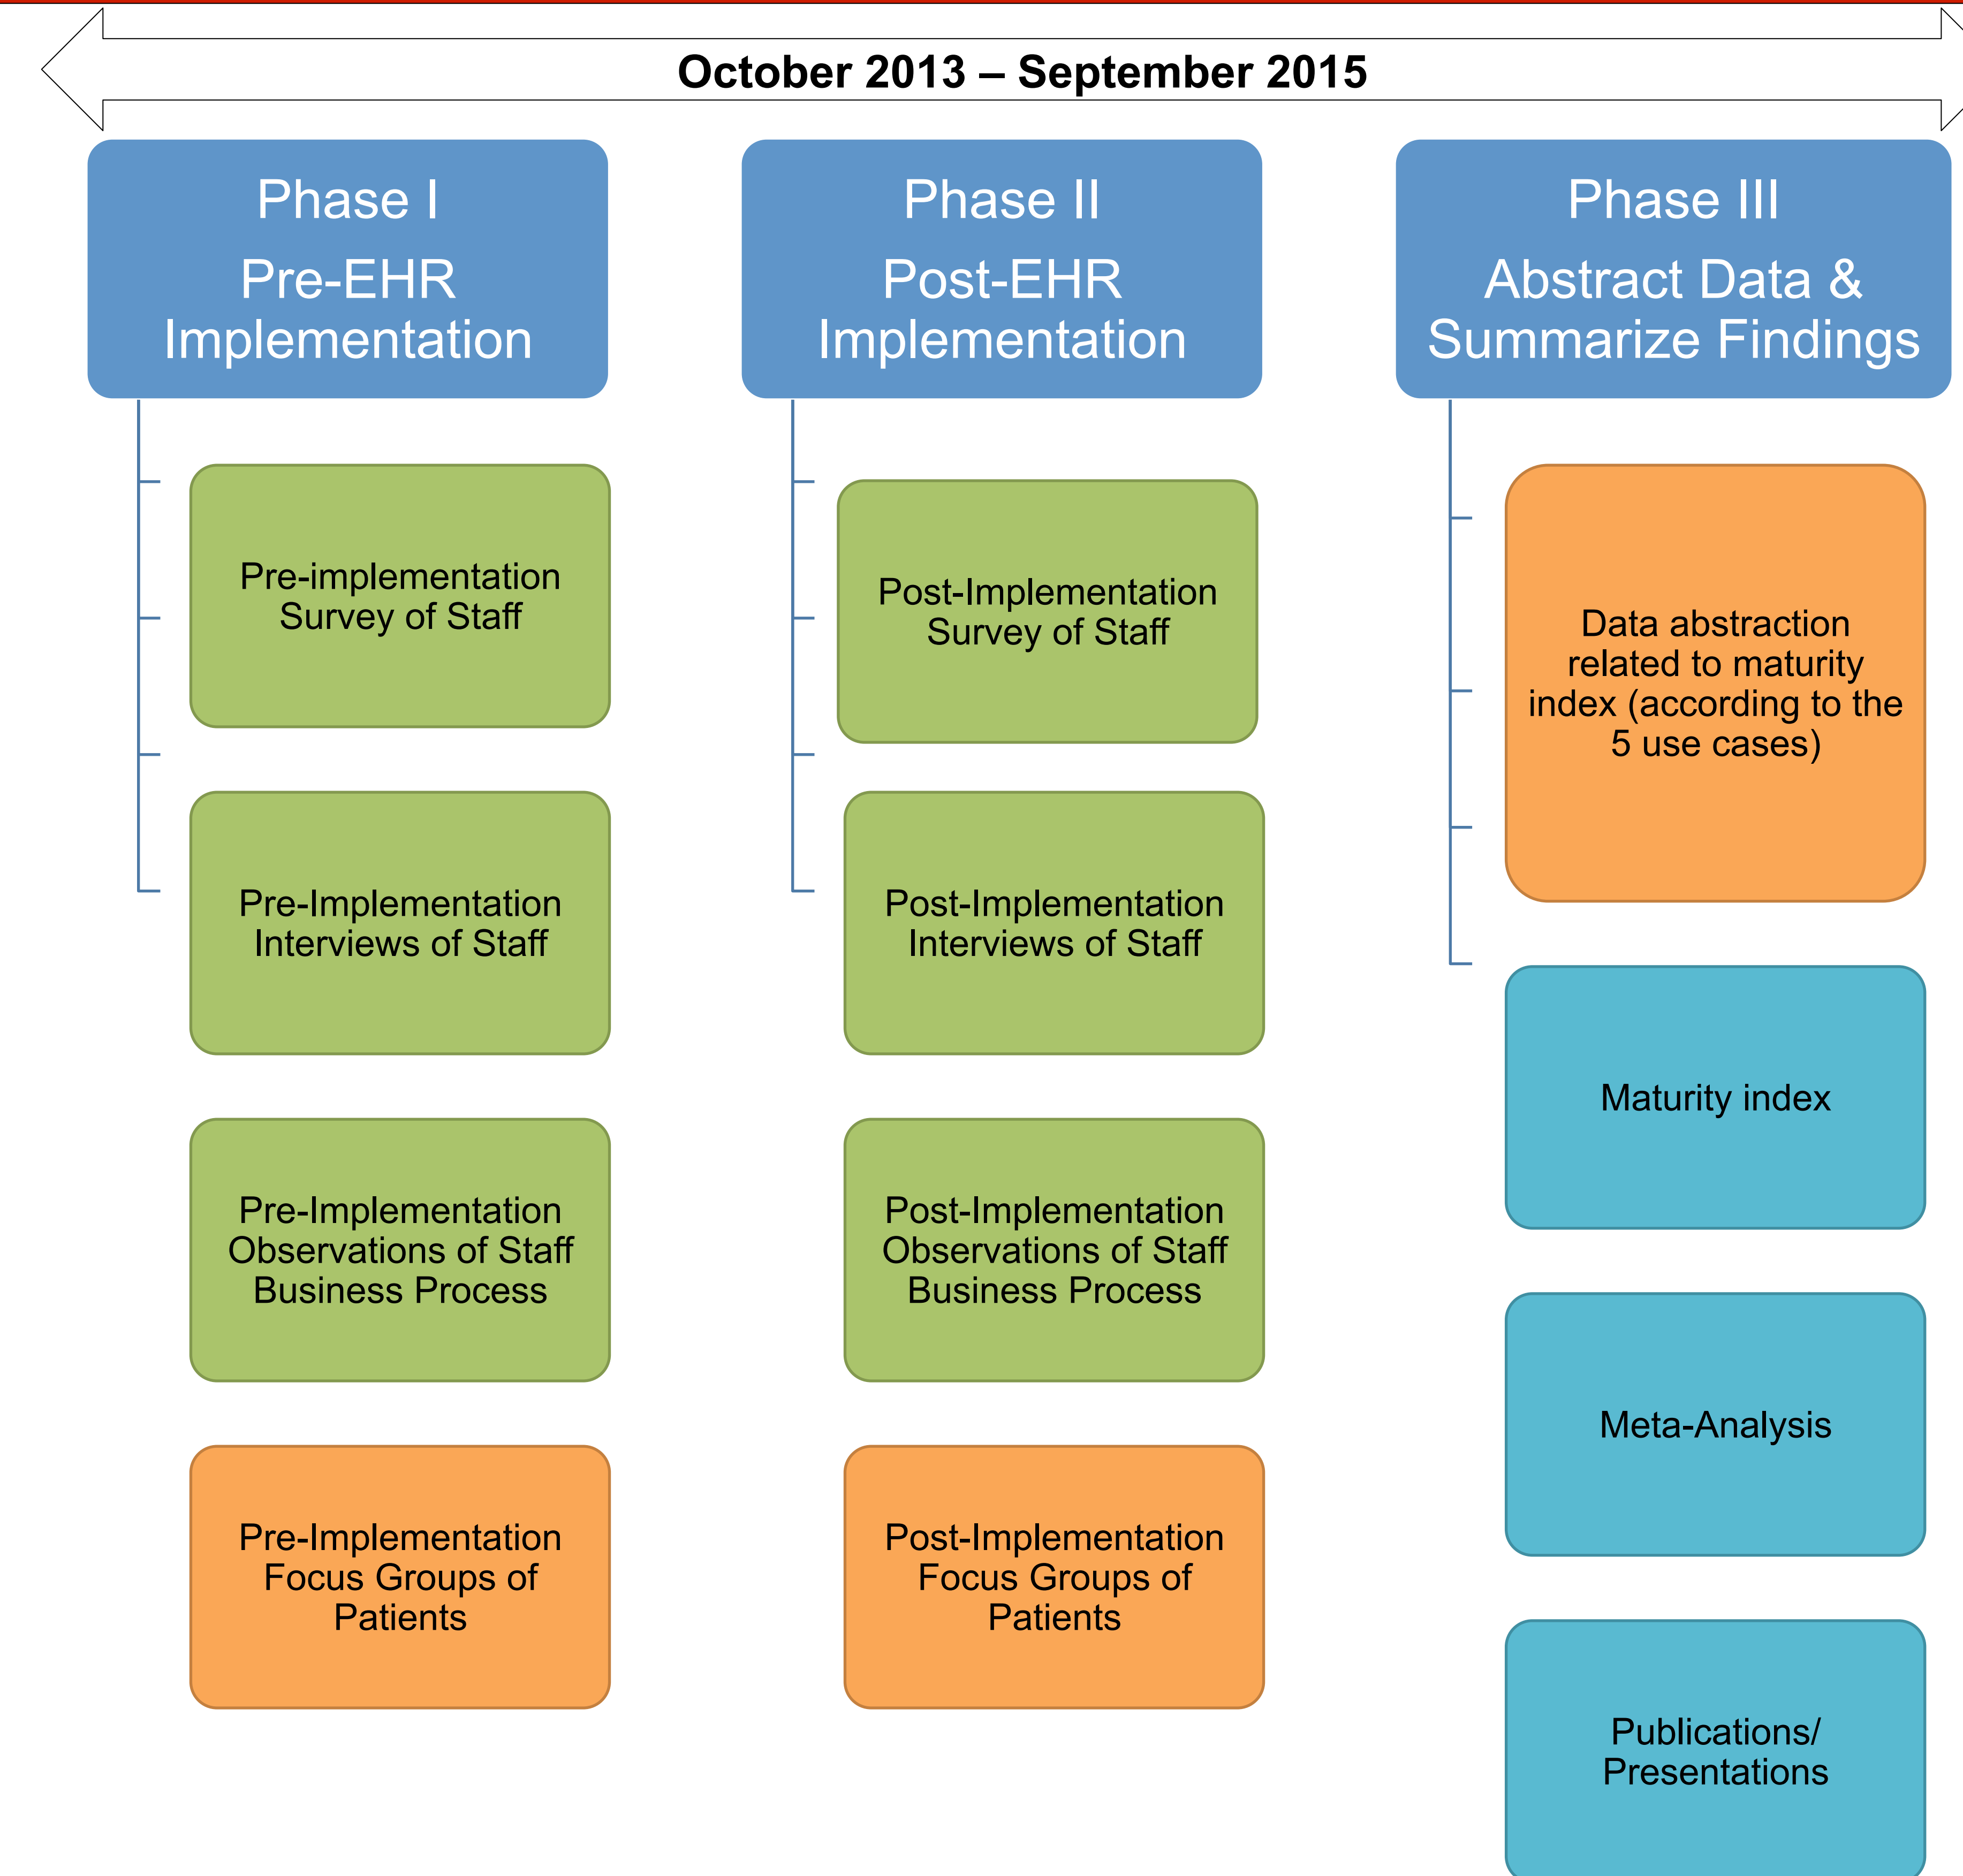 October 2013 – September 2015
Phase I
Pre-EHR
Implementation
Pre-implementation
Survey of Staff
Pre-Implementation
Interviews of Staff
Pre-Implementation
Observations of Staff
Business Process
Pre-Implementation
Focus Groups of
Patients
Phase II
Post-EHR
Implementation
Post-Implementation
Survey of Staff
Post-Implementation
Interviews of Staff
Post-Implementation
Observations of Staff
Business Process
Post-Implementation
Focus Groups of
Patients
Phase III
Abstract Data &
Summarize Findings
Data abstraction
related to maturity
index (according to the
5 use cases)
Maturity index
Meta-Analysis
Publications/
Presentations